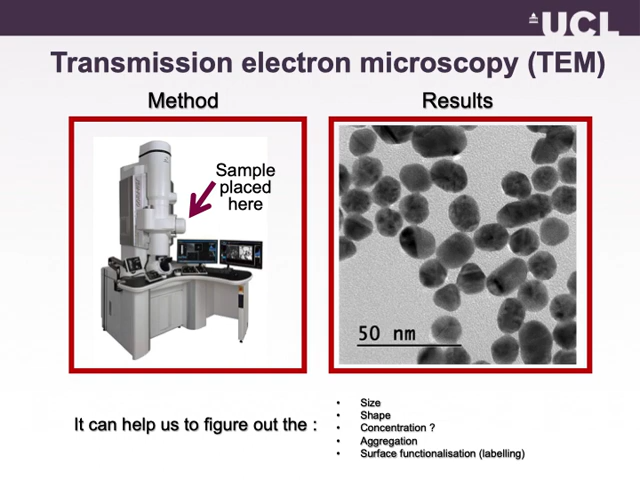 UCL
Transmission electron microscopy (TEM)
Method
Results
Sample
placed
here
50 nm
It can help us to figure out the :
• Size
• Shape
• Concentration ?
• Aggregation
• Surface functionalisation (labelling)